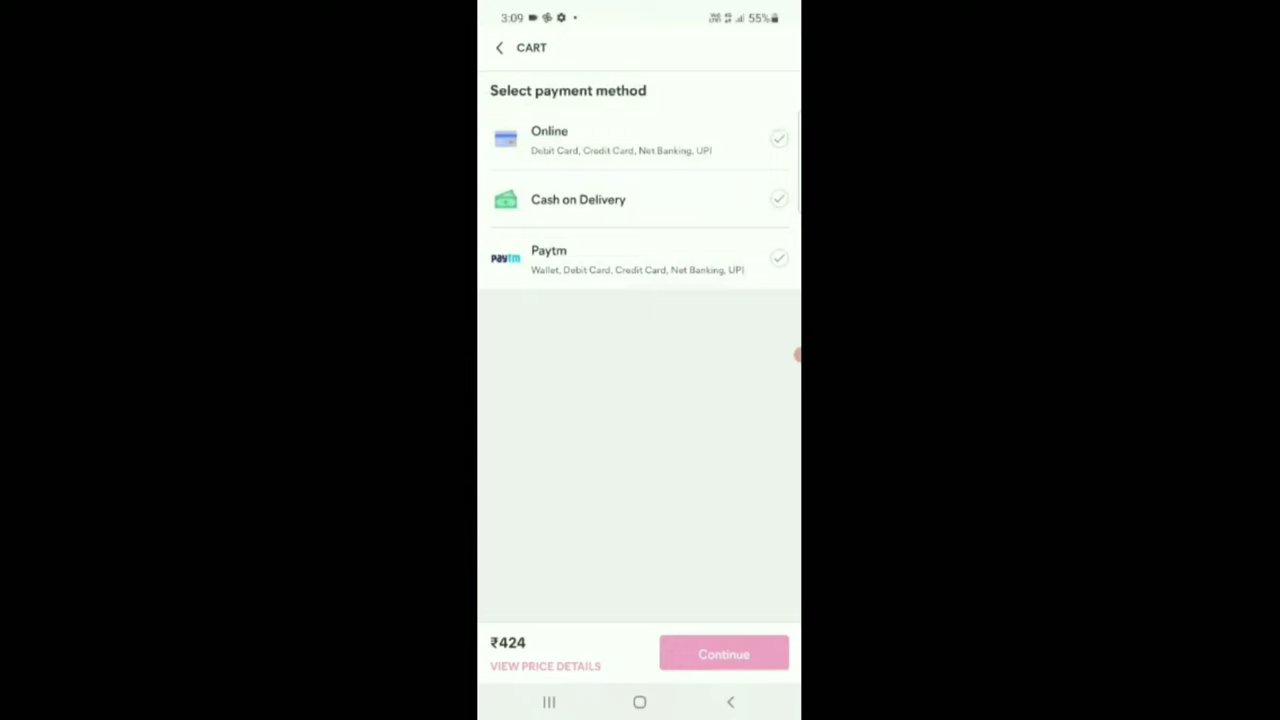 3:09 55%
CART
Select payment method
Online
Debit Card, Credit Card, Net Banking, UPI
Cash on Delivery
Paytm
Paytm
Wallet, Debit Card, Credit Card, Net Banking, UPI
₹424
VIEW PRICE DETAILS
Continue